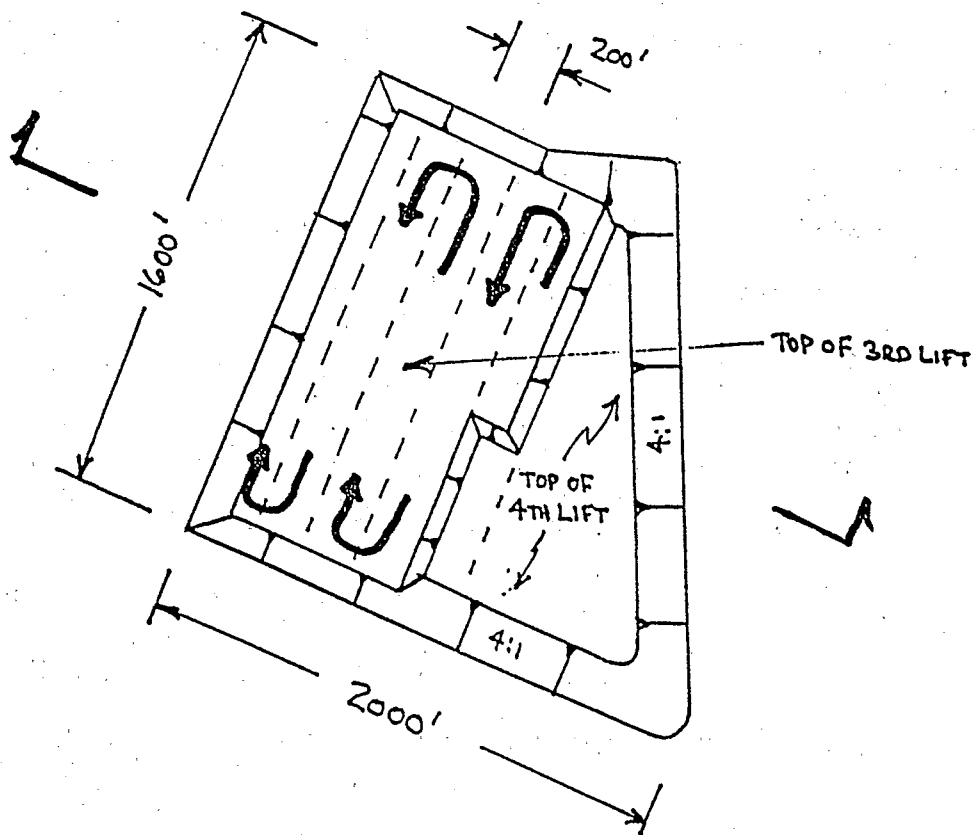 200'
1600'
TOP OF 3RD LIFT
4:1
TOP OF
4TH LIFT
4:1
2000'